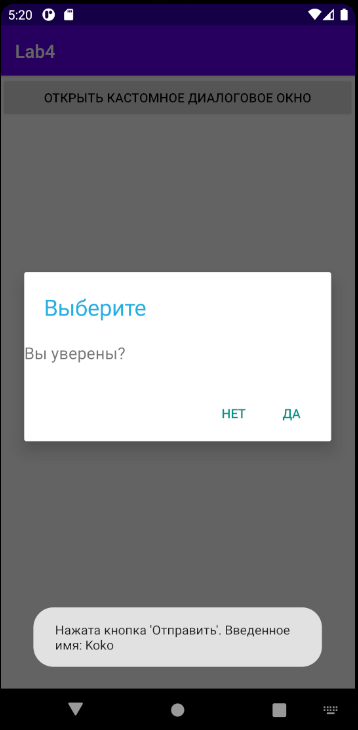 5:20
Lab4
ОТКРЫТЬ КАСТОМНОЕ ДИАЛОГОВОЕ ОКНО
Выберите
Вы уверены?
НЕТ ДА
Нажата кнопка 'Отправить'. Введенное
имя: Koko